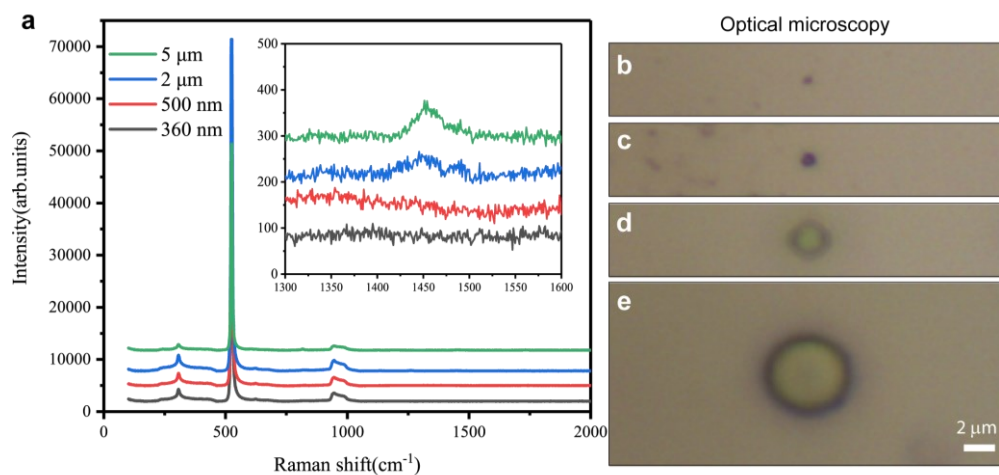 a
Intensity(arb.units)
70000
60000
50000
40000
30000
20000
10000
0
5 μm
2 μm
500 nm
360 nm
500
400
300
200
100
0
1300 1350 1400 1450 1500 1550 1600
0 500 1000 1500 2000
Raman shift(cm⁻¹)
Optical microscopy
b
c
d
e
2 μm